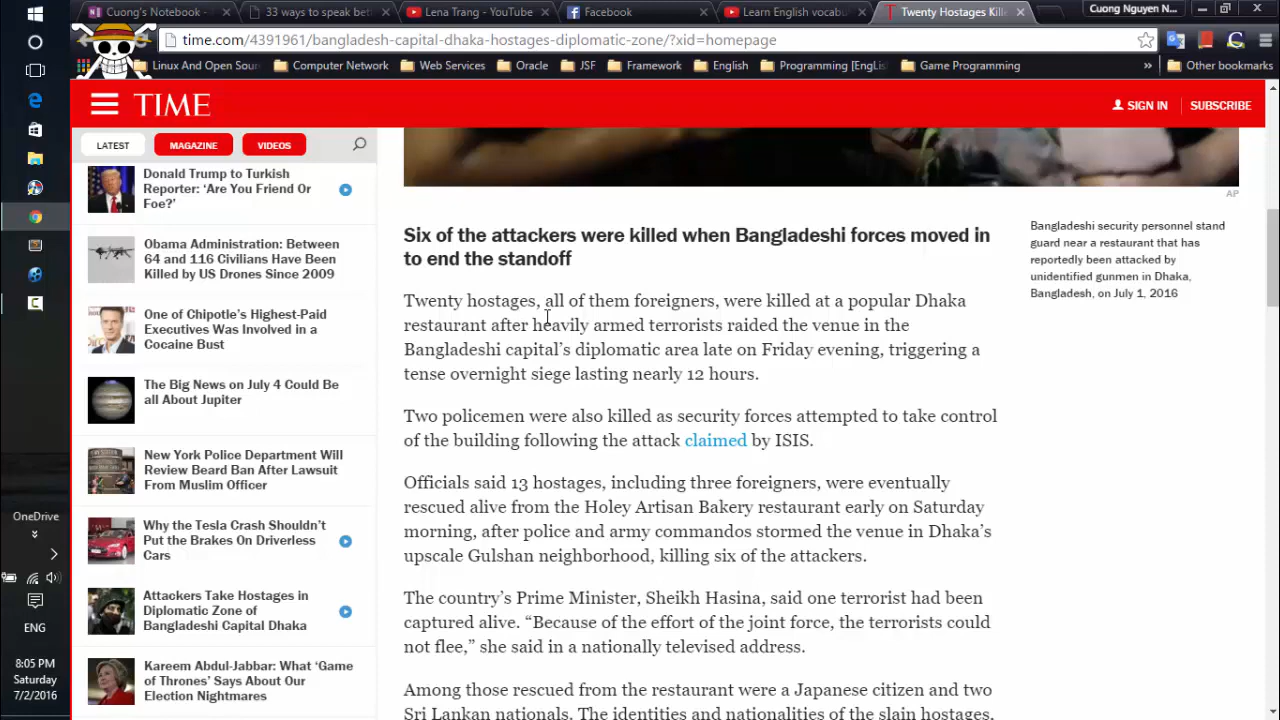 Cuong's Notebook -
33 ways to speak bet
Lena Trang - YouTube
Facebook
Learn English vocab
Twenty Hostages Kill
Cuong Nguyen N...
time.com/4391961/bangladesh-capital-dhaka-hostages-diplomatic-zone/?xid=homepage
Linux And Open Sour
Computer Network
Web Services
Oracle
JSF
Framework
English
Programming [EngLis
Game Programming
»
Other bookmarks
TIME
SIGN IN
SUBSCRIBE
LATEST
MAGAZINE
VIDEOS
Donald Trump to Turkish
Reporter: ‘Are You Friend Or
Foe?’
Obama Administration: Between
64 and 116 Civilians Have Been
Killed by US Drones Since 2009
One of Chipotle’s Highest-Paid
Executives Was Involved in a
Cocaine Bust
The Big News on July 4 Could Be
all About Jupiter
New York Police Department Will
Review Beard Ban After Lawsuit
From Muslim Officer
Why the Tesla Crash Shouldn’t
Put the Brakes On Driverless
Cars
Attackers Take Hostages in
Diplomatic Zone of
Bangladeshi Capital Dhaka
Kareem Abdul-Jabbar: What ‘Game
of Thrones’ Says About Our
Election Nightmares
AP
Bangladeshi security personnel stand
guard near a restaurant that has
reportedly been attacked by
unidentified gunmen in Dhaka,
Bangladesh, on July 1, 2016
Six of the attackers were killed when Bangladeshi forces moved in
to end the standoff
Twenty hostages, all of them foreigners, were killed at a popular Dhaka
restaurant after heavily armed terrorists raided the venue in the
Bangladeshi capital’s diplomatic area late on Friday evening, triggering a
tense overnight siege lasting nearly 12 hours.
Two policemen were also killed as security forces attempted to take control
of the building following the attack claimed by ISIS.
Officials said 13 hostages, including three foreigners, were eventually
rescued alive from the Holey Artisan Bakery restaurant early on Saturday
morning, after police and army commandos stormed the venue in Dhaka’s
upscale Gulshan neighborhood, killing six of the attackers.
The country’s Prime Minister, Sheikh Hasina, said one terrorist had been
captured alive. “Because of the effort of the joint force, the terrorists could
not flee,” she said in a nationally televised address.
Among those rescued from the restaurant were a Japanese citizen and two
Sri Lankan nationals. The identities and nationalities of the slain hostages,
OneDrive
ENG
8:05 PM
Saturday
7/2/2016